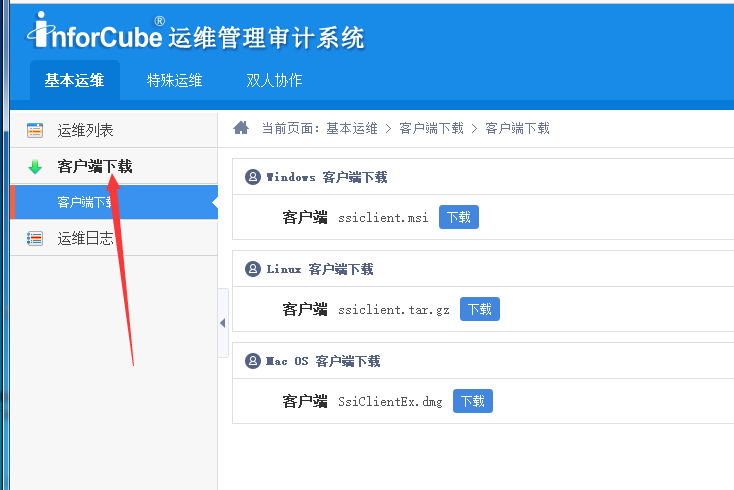 InforCube® 运维管理审计系统
基本运维 特殊运维 双人协作
运维列表
客户端下载
客户端下载
运维日志
当前页面：基本运维 > 客户端下载 > 客户端下载
Windows 客户端下载
客户端 ssiclient.msi 下载
Linux 客户端下载
客户端 ssiclient.tar.gz 下载
Mac OS 客户端下载
客户端 SsiClientEx.dmg 下载